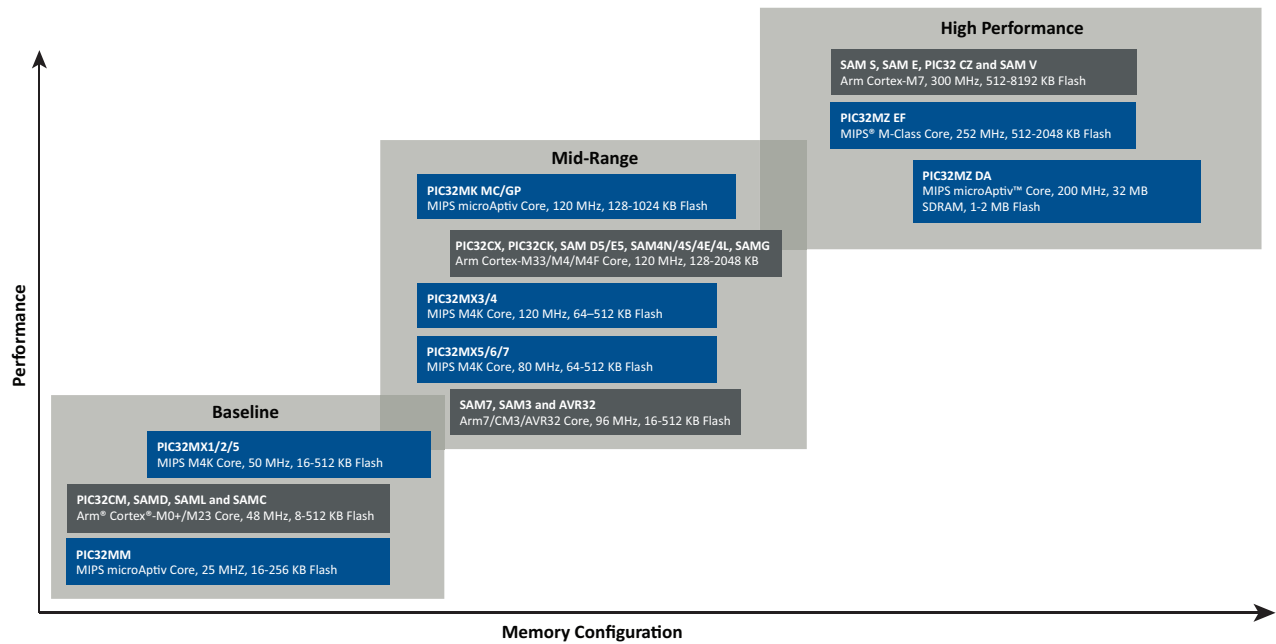 High Performance
SAM S, SAM E, PIC32 CZ and SAM V
Arm Cortex-M7, 300 MHz, 512-8192 KB Flash
PIC32MZ EF
MIPS® M-Class Core, 252 MHz, 512-2048 KB Flash
PIC32MZ DA
MIPS microAptiv™ Core, 200 MHz, 32 MB
SDRAM, 1-2 MB Flash
Mid-Range
PIC32MK MC/GP
MIPS microAptiv Core, 120 MHz, 128-1024 KB Flash
PIC32CX, PIC32CK, SAM D5/E5, SAM4N/4S/4E/4L, SAMG
Arm Cortex-M33/M4/M4F Core, 120 MHz, 128-2048 KB
PIC32MX3/4
MIPS M4K Core, 120 MHz, 64–512 KB Flash
PIC32MX5/6/7
MIPS M4K Core, 80 MHz, 64-512 KB Flash
SAM7, SAM3 and AVR32
Arm7/CM3/AVR32 Core, 96 MHz, 16-512 KB Flash
Baseline
PIC32MX1/2/5
MIPS M4K Core, 50 MHz, 16-512 KB Flash
PIC32CM, SAMD, SAML and SAMC
Arm® Cortex®-M0+/M23 Core, 48 MHz, 8-512 KB Flash
PIC32MM
MIPS microAptiv Core, 25 MHZ, 16-256 KB Flash
Performance
Memory Configuration